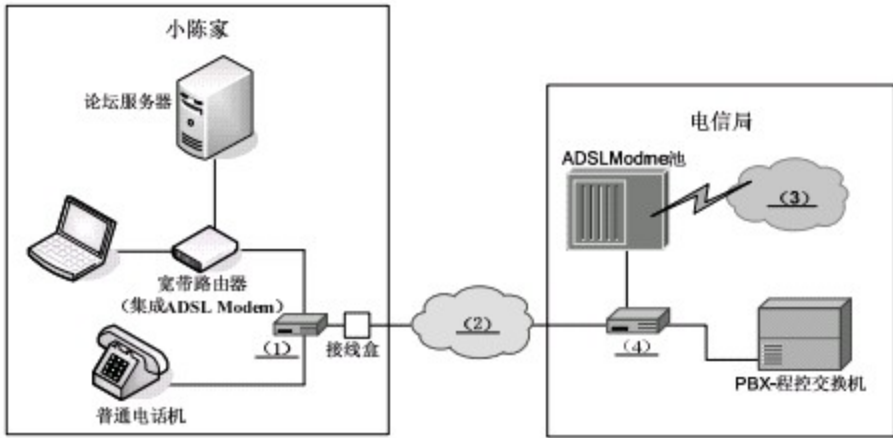 小陈家
论坛服务器
宽带路由器
（集成ADSL Modem）
（1）
接线盒
普通电话机
（2）
电信局
ADSLModme池
（3）
（4）
PBX-程控交换机